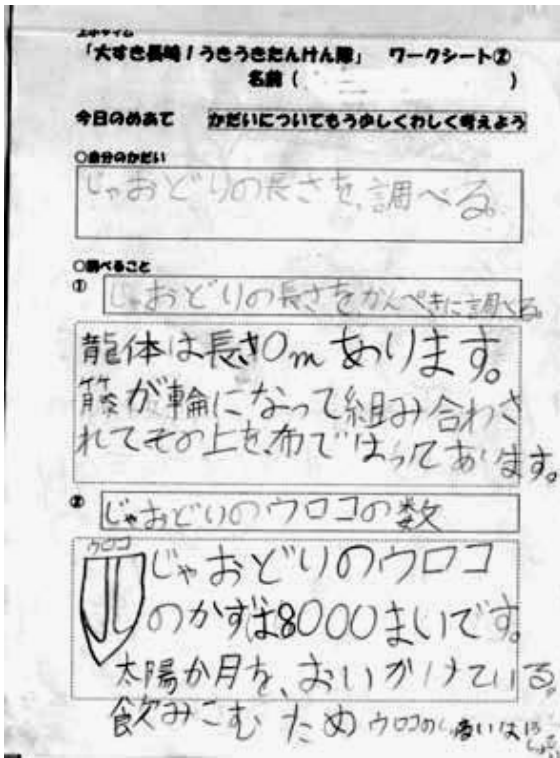 「大すき長崎!うきうきたんけん隊」 ワークシート②
名前( )
今日のめあて かだいについてもう少しくわしく考えよう
○自分のかだい
じゃおどりの長さを、調べる。
○調べること
① じゃおどりの長さをかんぺきに調べる。
龍体は長さ0mあります。
籐が輪になって組み合わさ
れてその上を、布ではってあります。
② じゃおどりのウロコの数
ウロコ
じゃおどりのウロコ
のかずは8000まいです。
太陽か月を、おいかけている
飲みこむ ため ウロコの